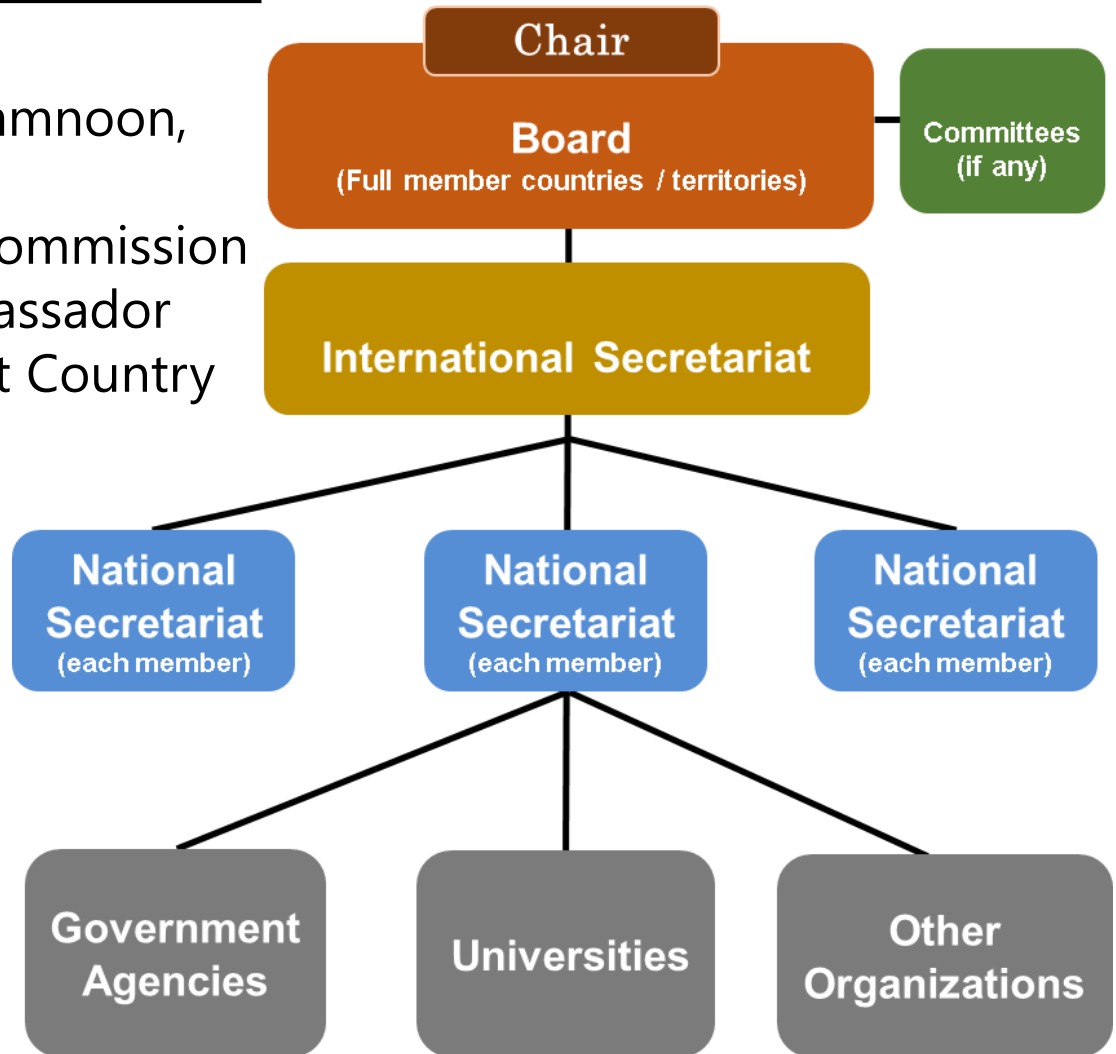 Chair
amnoon,
Board
(Full member countries / territories)
Committees
(if any)
ommission
assador
t Country
International Secretariat
National
Secretariat
(each member)
National
Secretariat
(each member)
National
Secretariat
(each member)
Government
Agencies
Universities
Other
Organizations